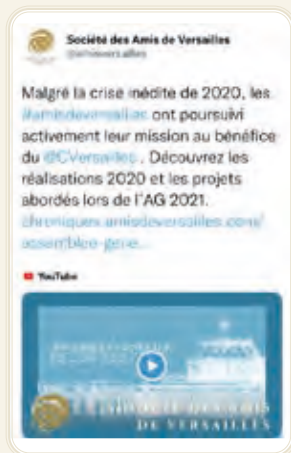 Société des Amis de Versailles
@amisversailles
Malgré la crise inédite de 2020, les
#amisdeversailles ont poursuivi
activement leur mission au bénéfice
du @CVersailles . Découvrez les
réalisations 2020 et les projets
abordés lors de l'AG 2021.
chroniques.amisdeversailles.com/
assemblee-gene...
YouTube
DE VERSAILLES